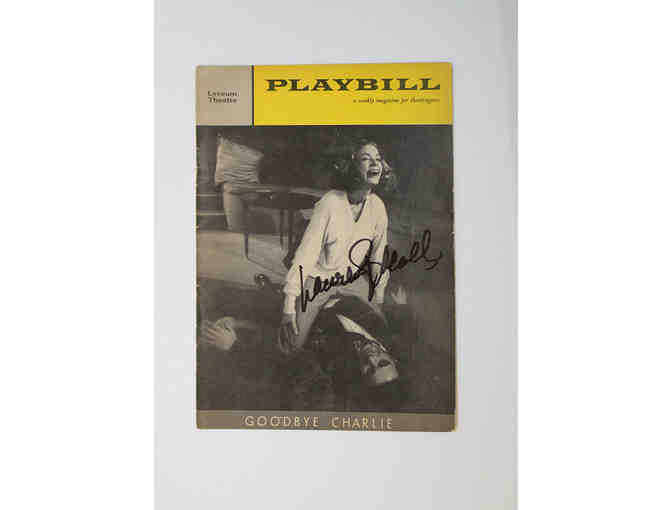 Lyceum
Theatre
PLAYBILL
a weekly magazine for theatregoers
Lauren Bacall
GOODBYE CHARLIE